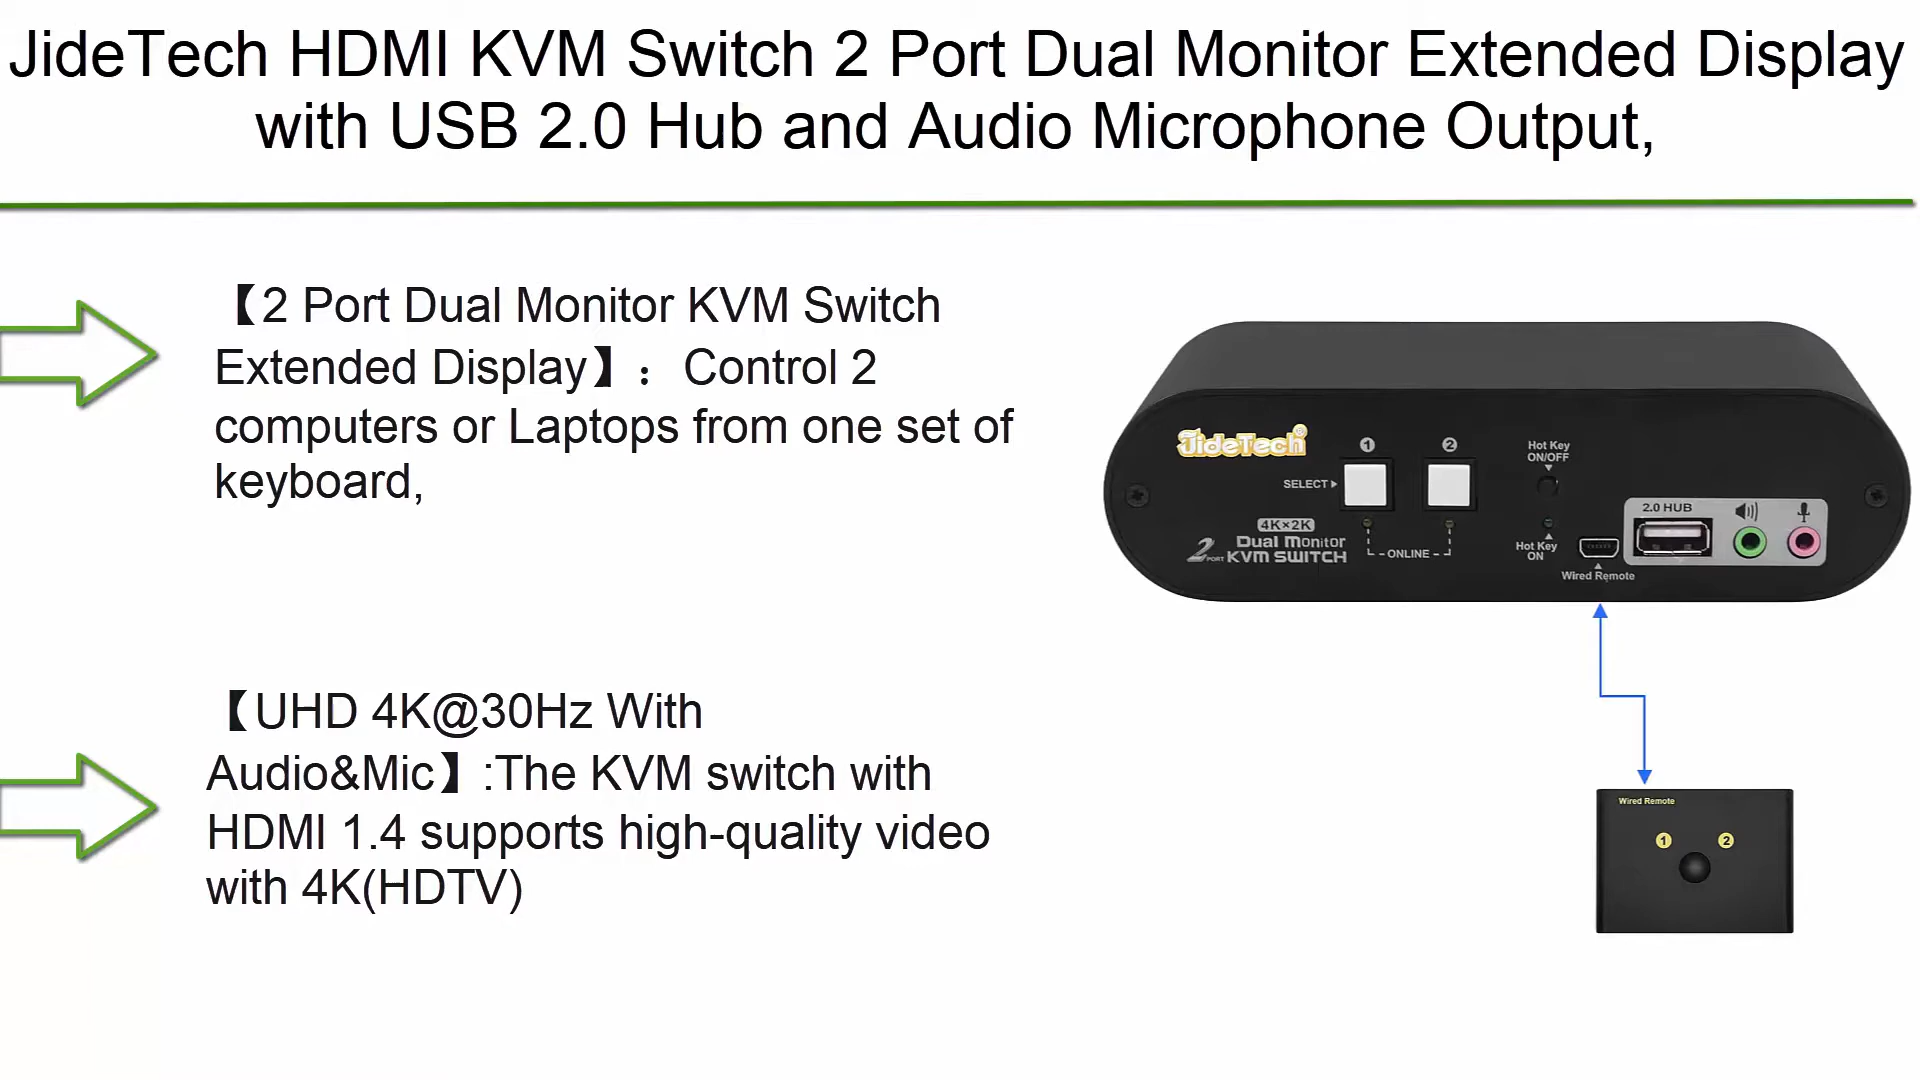 JideTech HDMI KVM Switch 2 Port Dual Monitor Extended Display
with USB 2.0 Hub and Audio Microphone Output,
【2 Port Dual Monitor KVM Switch
Extended Display】：Control 2
computers or Laptops from one set of
keyboard,
【UHD 4K@30Hz With
Audio&Mic】:The KVM switch with
HDMI 1.4 supports high-quality video
with 4K(HDTV)
JideTech
1 2
SELECT
Hot Key
ON/OFF
4K×2K
2 PORT Dual Monitor
KVM SWITCH
ONLINE
Hot Key
ON
Wired Remote
2.0 HUB
Wired Remote
1 2